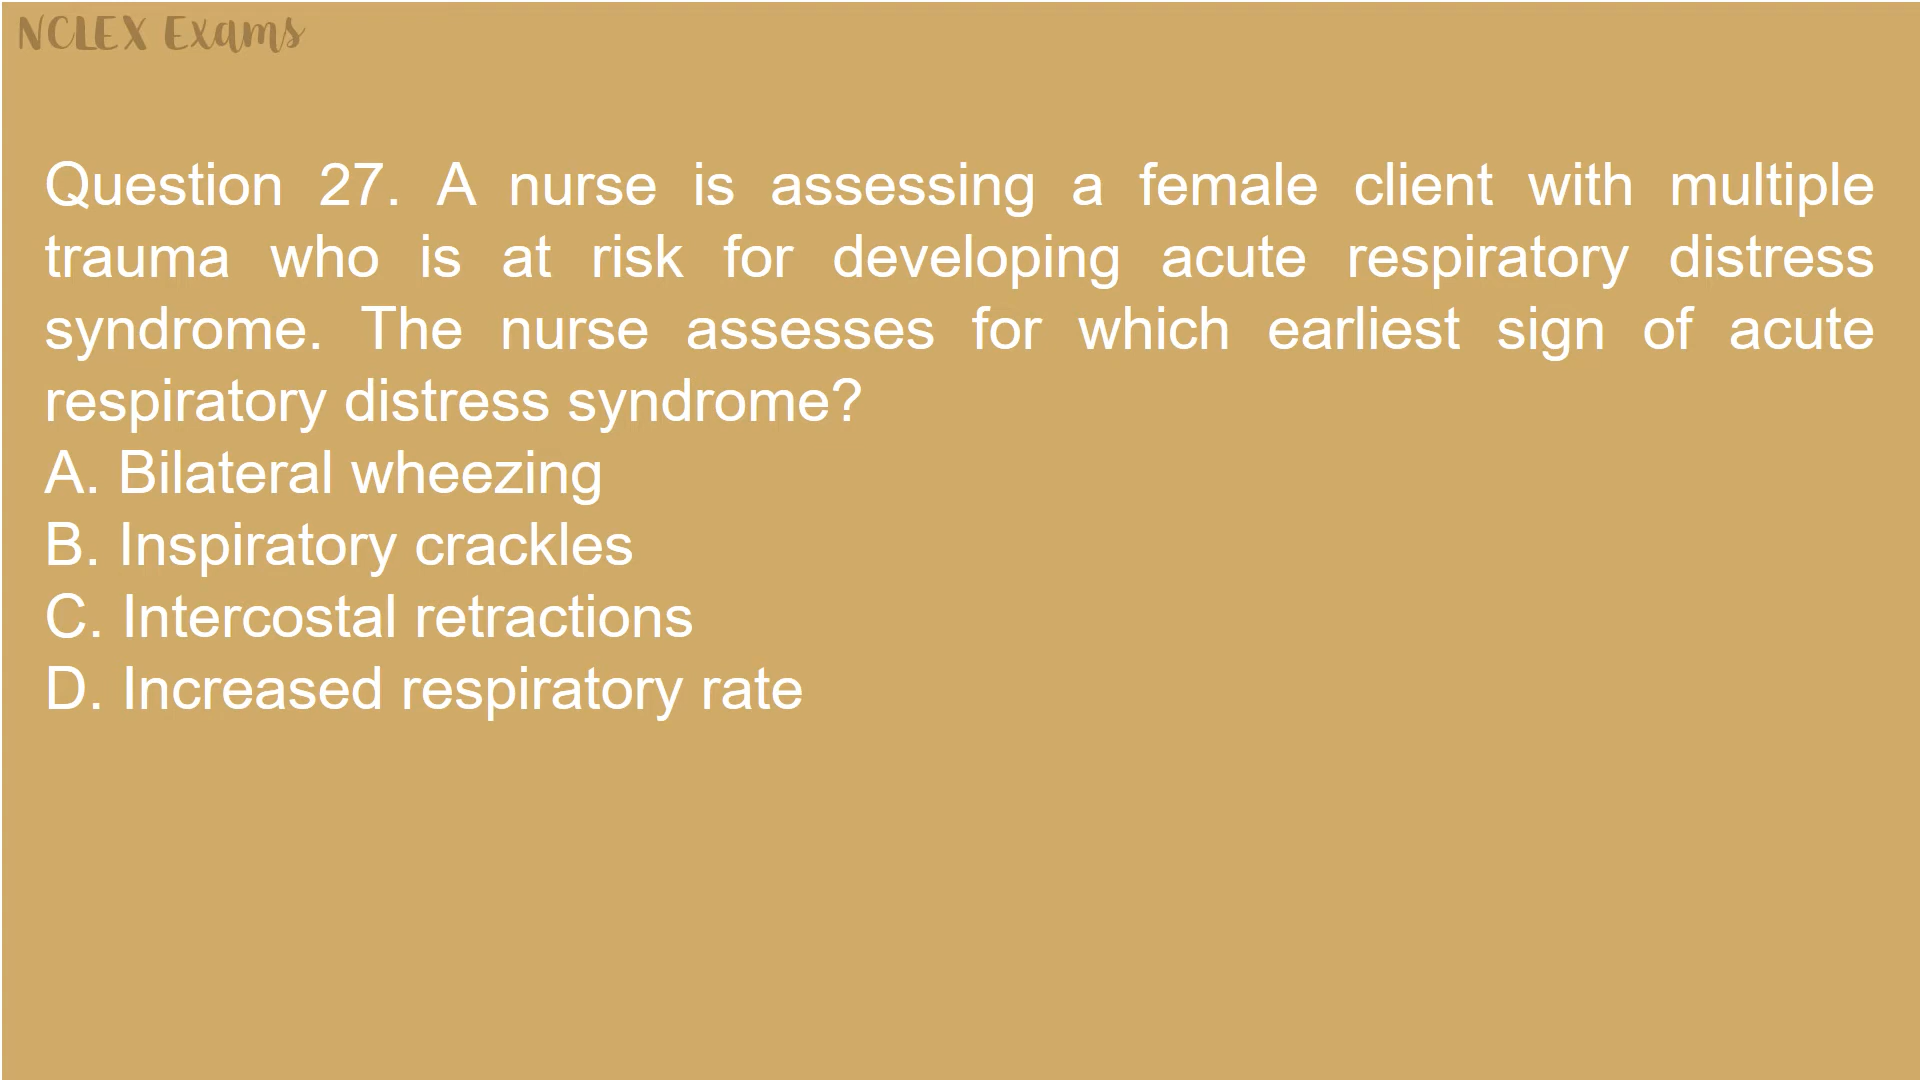 NCLEX Exams
Question 27. A nurse is assessing a female client with multiple
trauma who is at risk for developing acute respiratory distress
syndrome. The nurse assesses for which earliest sign of acute
respiratory distress syndrome?
A. Bilateral wheezing
B. Inspiratory crackles
C. Intercostal retractions
D. Increased respiratory rate